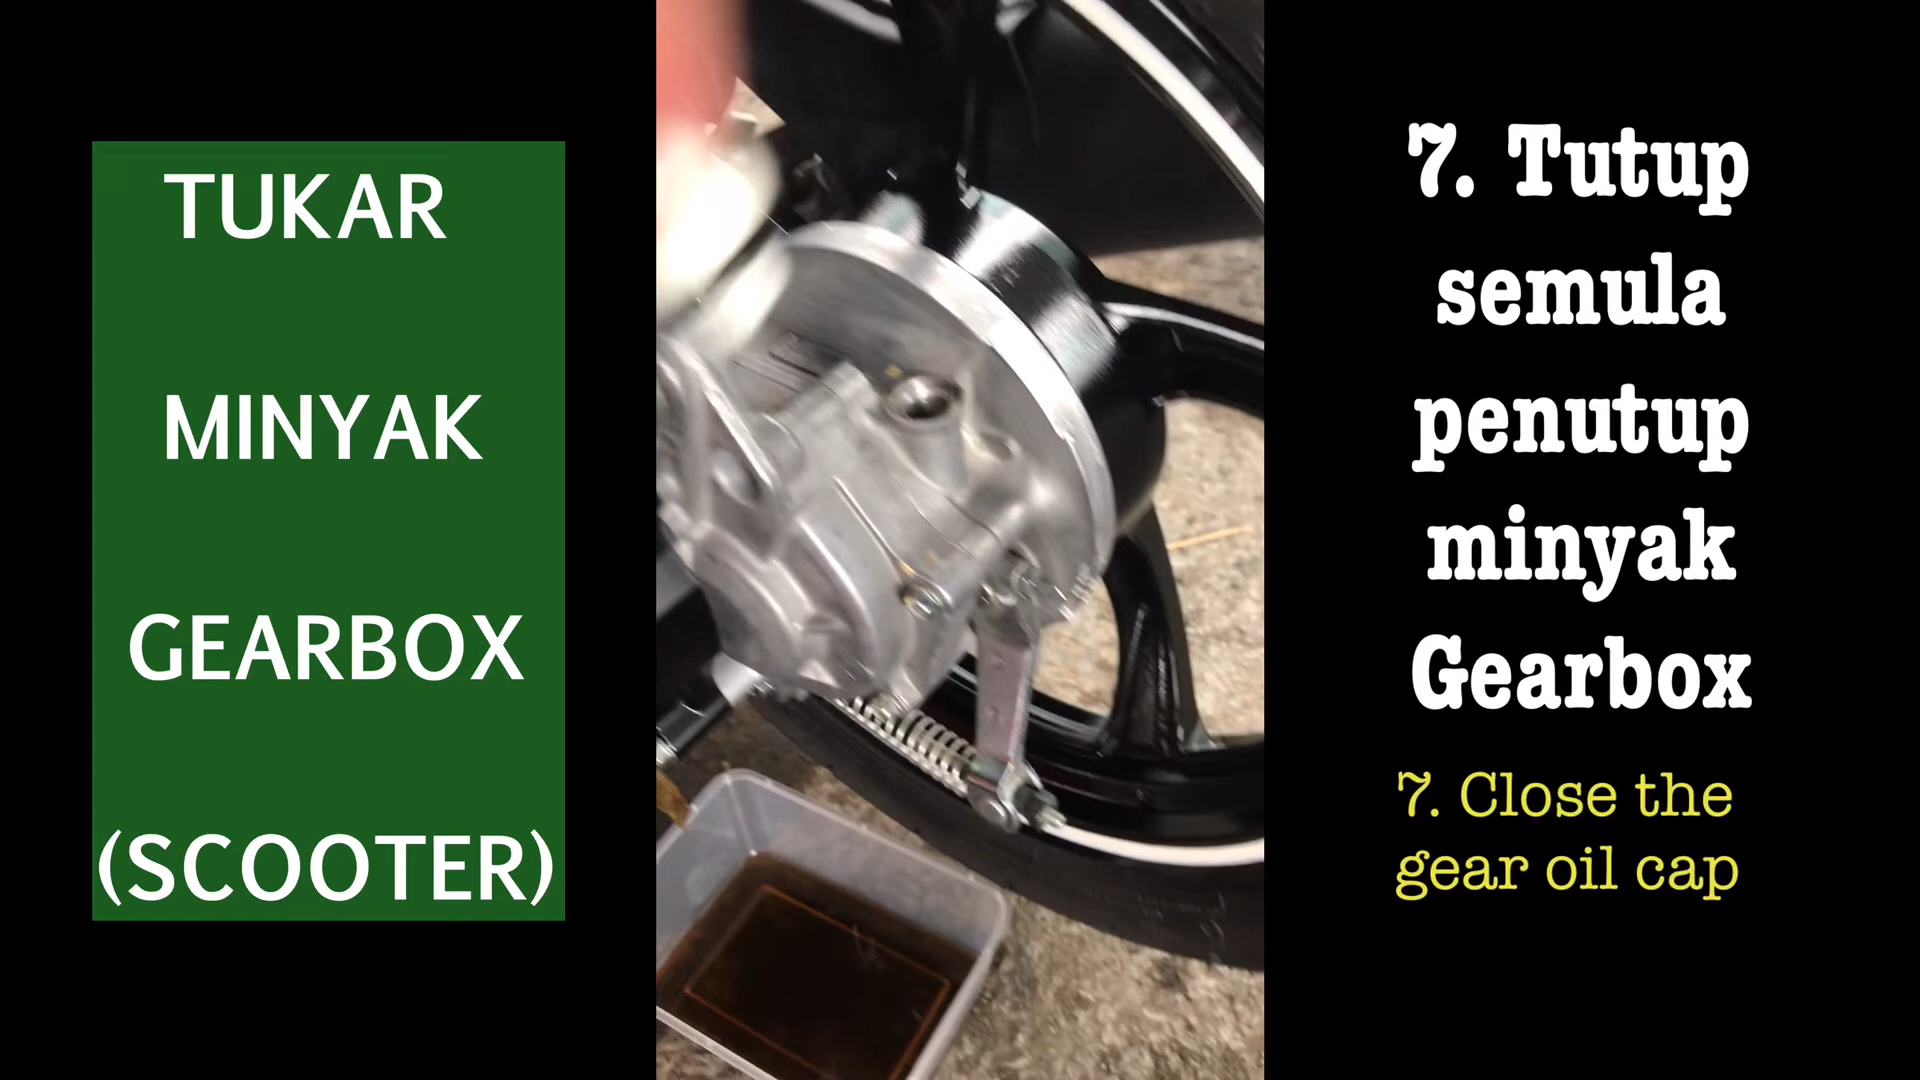 TUKAR
MINYAK
GEARBOX
(SCOOTER)
7. Tutup
semula
penutup
minyak
Gearbox
7. Close the
gear oil cap